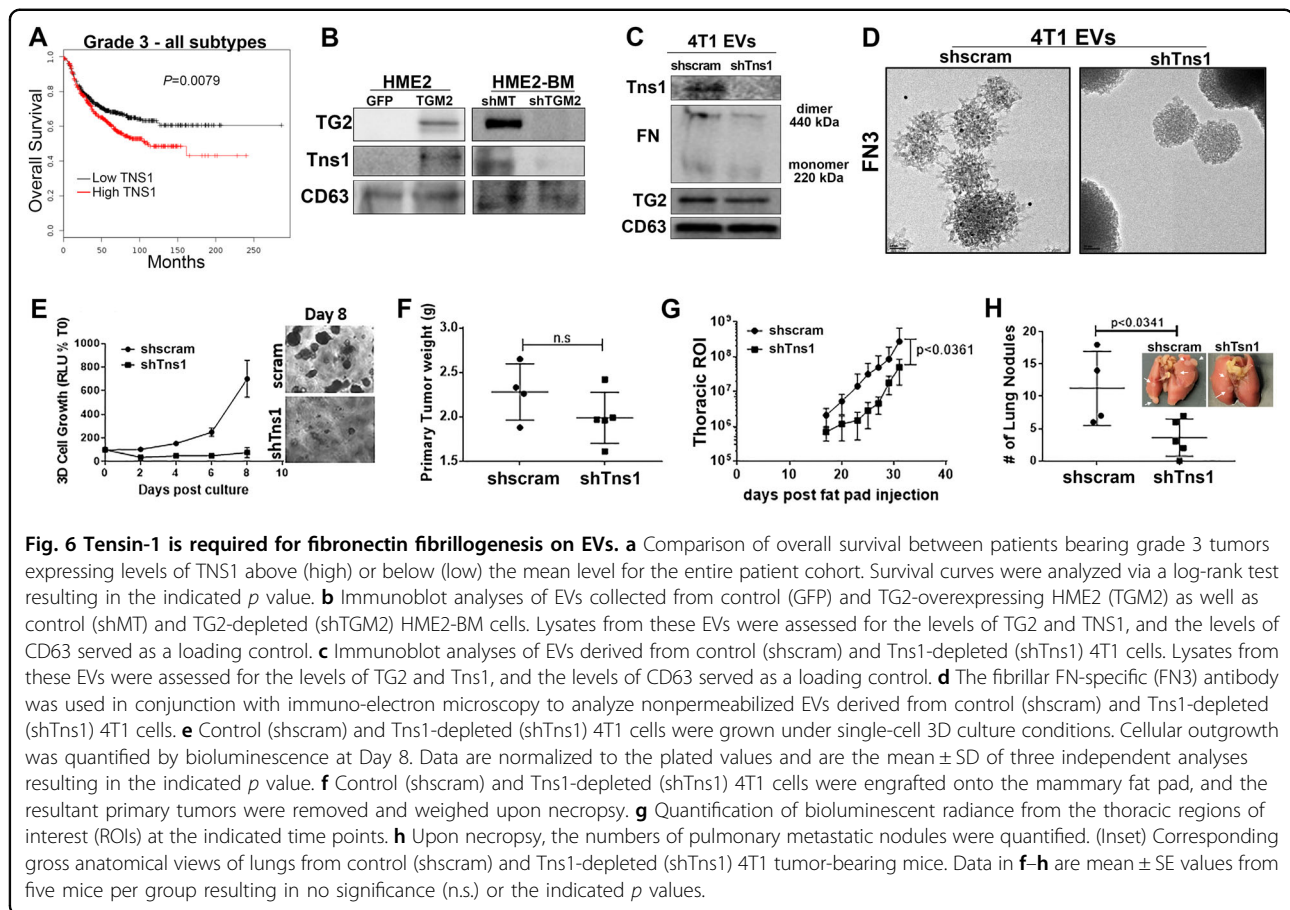 A
Grade 3 - all subtypes
P=0.0079
Overall Survival
1.0
0.8
0.6
0.4
0.2
0.0
Low TNS1
High TNS1
0 50 100 150 200 250
Months
B
HME2 HME2-BM
GFP TGM2 shMT shTGM2
TG2
Tns1
CD63
C
4T1 EVs
shscram shTns1
Tns1
FN
dimer
440 kDa
monomer
220 kDa
TG2
CD63
D
4T1 EVs
shscram shTns1
FN3
E
3D Cell Growth (RLU% T0)
1000
800
600
400
200
0
shscram
shTns1
0 2 4 6 8 10
Days post culture
Day 8
scram
shTns1
F
Primary Tumor weight (g)
3.0
2.5
2.0
1.5
n.s
shscram shTns1
G
Thoracic ROI
10⁹
10⁸
10⁷
10⁶
10⁵
shscram
shTns1
p<0.0361
0 10 20 30 40
days post fat pad injection
H
# of Lung Nodules
20
15
10
5
0
p<0.0341
shscram shTsn1
shscram shTns1
Fig. 6 Tensin-1 is required for fibronectin fibrillogenesis on EVs. a Comparison of overall survival between patients bearing grade 3 tumors
expressing levels of TNS1 above (high) or below (low) the mean level for the entire patient cohort. Survival curves were analyzed via a log-rank test
resulting in the indicated p value. b Immunoblot analyses of EVs collected from control (GFP) and TG2-overexpressing HME2 (TGM2) as well as
control (shMT) and TG2-depleted (shTGM2) HME2-BM cells. Lysates from these EVs were assessed for the levels of TG2 and TNS1, and the levels of
CD63 served as a loading control. c Immunoblot analyses of EVs derived from control (shscram) and Tns1-depleted (shTns1) 4T1 cells. Lysates from
these EVs were assessed for the levels of TG2 and Tns1, and the levels of CD63 served as a loading control. d The fibrillar FN-specific (FN3) antibody
was used in conjunction with immuno-electron microscopy to analyze nonpermeabilized EVs derived from control (shscram) and Tns1-depleted
(shTns1) 4T1 cells. e Control (shscram) and Tns1-depleted (shTns1) 4T1 cells were grown under single-cell 3D culture conditions. Cellular outgrowth
was quantified by bioluminescence at Day 8. Data are normalized to the plated values and are the mean ± SD of three independent analyses
resulting in the indicated p value. f Control (shscram) and Tns1-depleted (shTns1) 4T1 cells were engrafted onto the mammary fat pad, and the
resultant primary tumors were removed and weighed upon necropsy. g Quantification of bioluminescent radiance from the thoracic regions of
interest (ROIs) at the indicated time points. h Upon necropsy, the numbers of pulmonary metastatic nodules were quantified. (Inset) Corresponding
gross anatomical views of lungs from control (shscram) and Tns1-depleted (shTns1) 4T1 tumor-bearing mice. Data in f–h are mean ± SE values from
five mice per group resulting in no significance (n.s.) or the indicated p values.